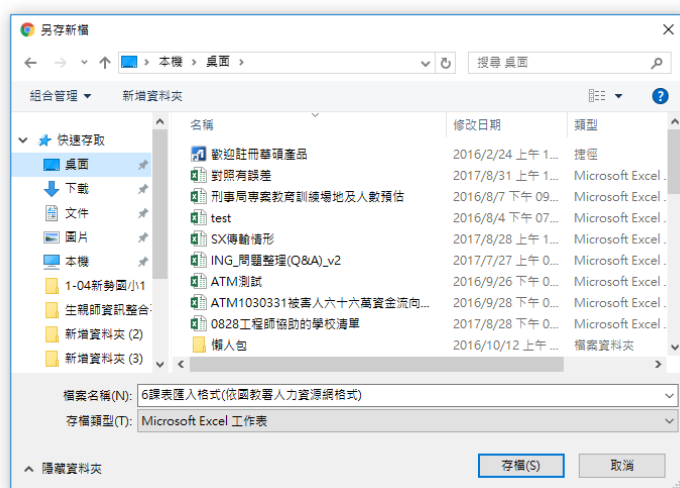 另存新檔
本機 › 桌面 ›
搜尋 桌面
組合管理 新增資料夾
名稱 修改日期 類型
快速存取
桌面
下載
文件
圖片
本機
1-04新勢國小1
生親師資訊整合
新增資料夾 (2)
新增資料夾 (3)
歡迎註冊華碩產品 2016/2/24 上午 1... 捷徑
對照有誤差 2017/8/31 上午 1... Microsoft Excel .
刑事局專案教育訓練場地及人數預估 2016/8/7 下午 09... Microsoft Excel .
test 2016/8/4 下午 07... Microsoft Excel .
SX傳輸情形 2017/8/28 上午 1... Microsoft Excel .
ING_問題整理(Q&A)_v2 2017/7/27 上午 0... Microsoft Excel .
ATM測試 2016/9/26 下午 0... Microsoft Excel .
ATM1030331被害人六十六萬資金流向... 2016/9/28 下午 0... Microsoft Excel .
0828工程師協助的學校清單 2017/8/28 下午 0... Microsoft Excel .
懶人包 2016/10/12 上午 ... 檔案資料夾
檔案名稱(N): 6課表匯入格式(依國教署人力資源網格式)
存檔類型(T): Microsoft Excel 工作表
隱藏資料夾
存檔(S) 取消